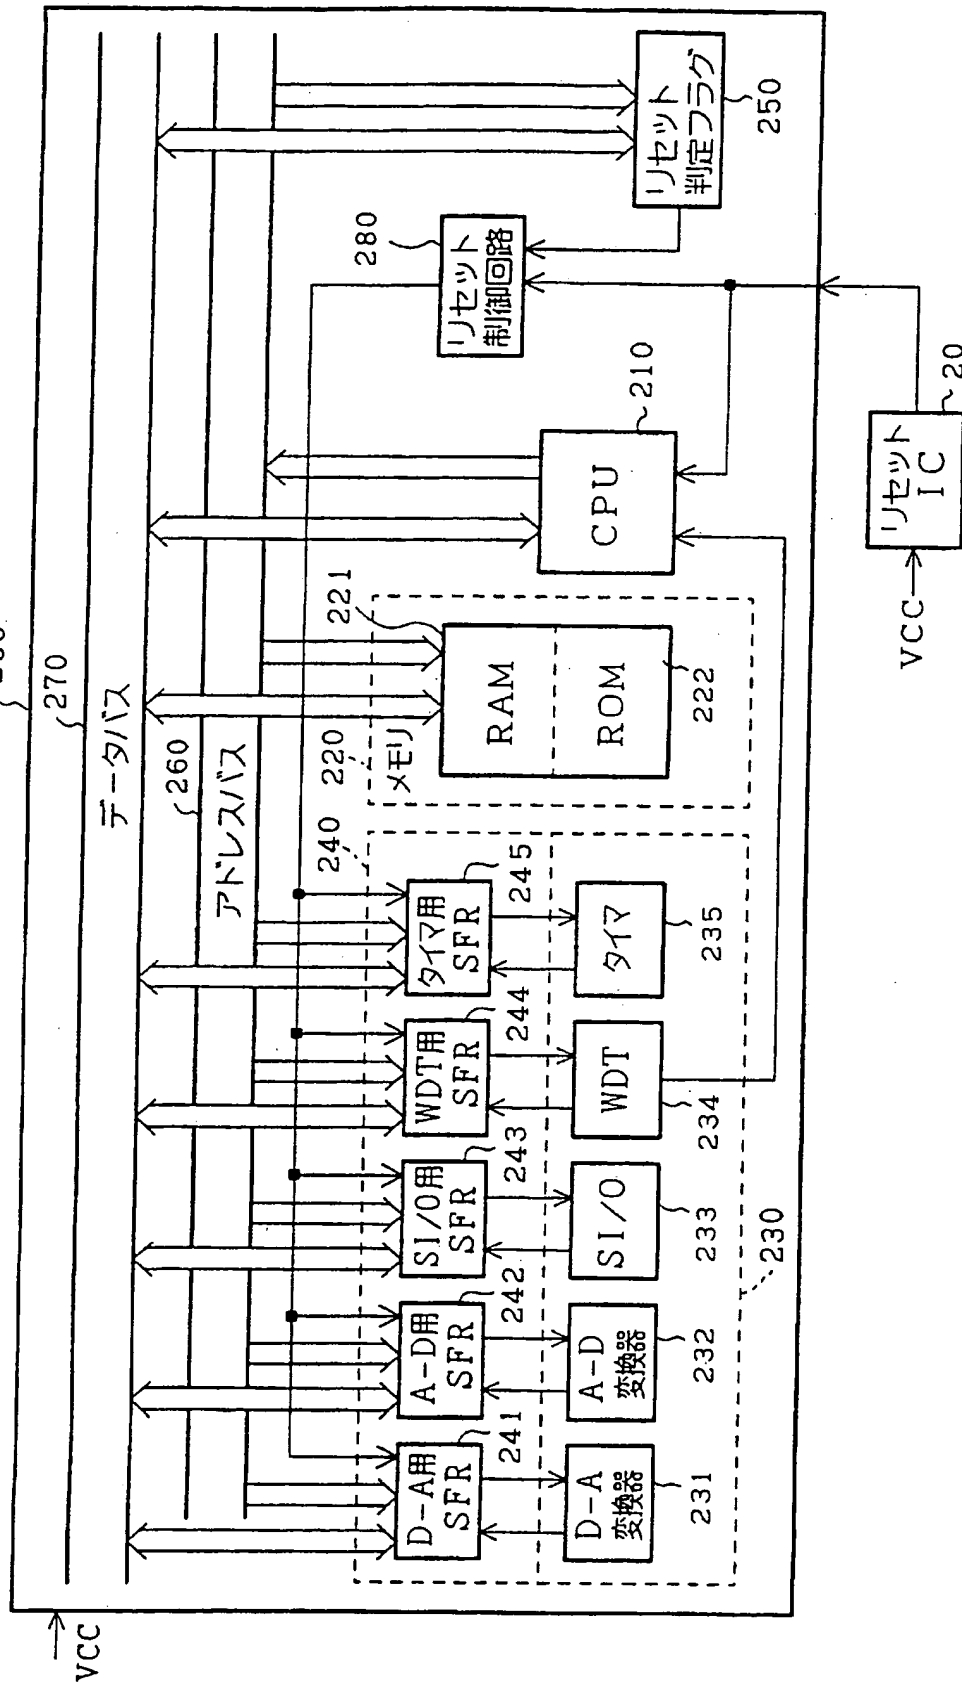 VCC
270
データバス
260
アドレスバス
280
リセット
制御回路
リセット
判定フラグ
250
210
CPU
221
220
メモリ
RAM
ROM
222
240
D-A用
SFR
241
A-D用
SFR
242
SI/O用
SFR
243
WDT用
SFR
244
タイマ用
SFR
245
D-A
変換器
231
A-D
変換器
232
SI/O
233
WDT
234
タイマ
235
230
VCC
リセット
IC
20